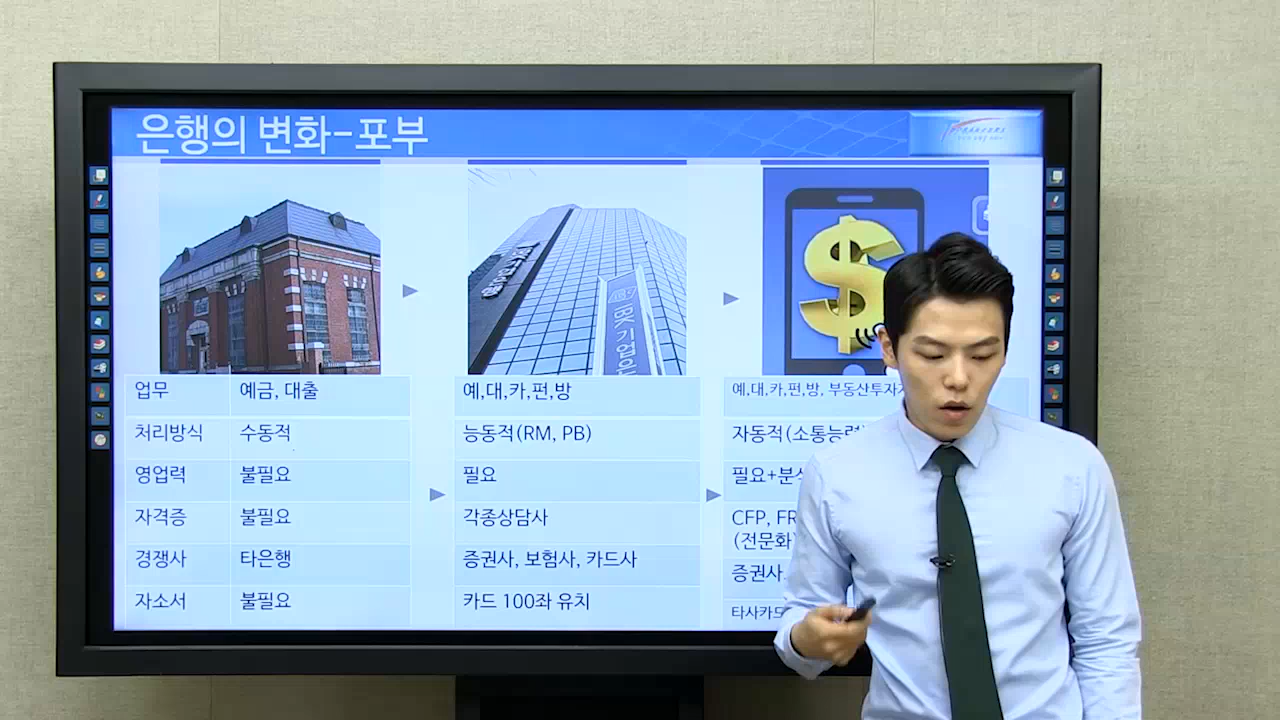 은행의 변화-포부
업무 예금, 대출 예,대,카,펀,방 예,대,카,펀,방, 부동산투자
처리방식 수동적 능동적(RM, PB) 자동적(소통능력
영업력 불필요 필요 필요+분
자격증 불필요 각종상담사 CFP, FR
(전문화)
경쟁사 타은행 증권사, 보험사, 카드사 증권사,
자소서 불필요 카드 100좌 유치 타사카드